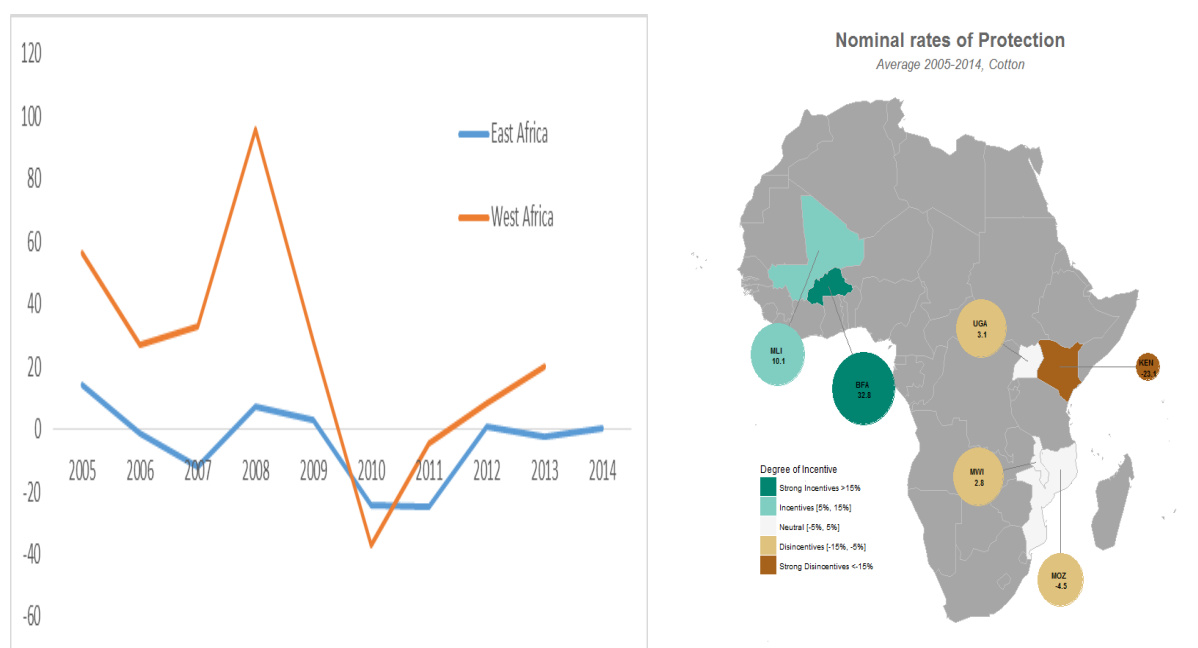 120
100
80
60
40
20
0
-20
-40
-60
2005 2006 2007 2008 2009 2010 2011 2012 2013 2014
East Africa
West Africa
Nominal rates of Protection
Average 2005-2014, Cotton
MLI
10.1
BFA
32.8
UGA
3.1
KEN
-23.1
MWI
2.8
MOZ
-4.5
Degree of Incentive
Strong Incentives >15%
Incentives [5%, 15%]
Neutral [-5%, 5%]
Disincentives [-15%, -5%]
Strong Disincentives <-15%